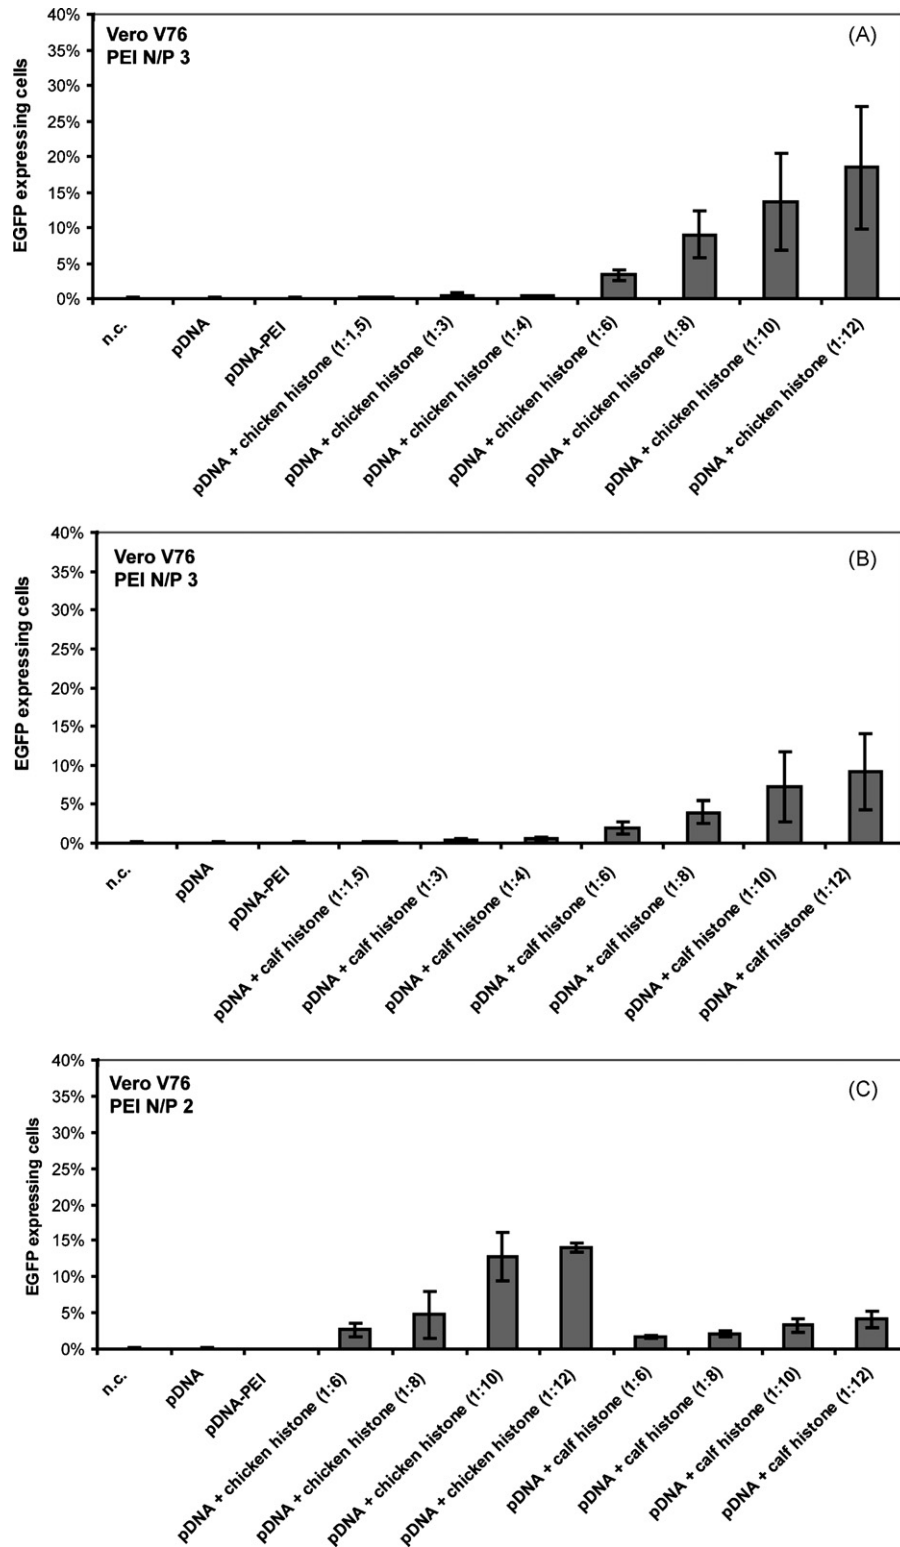 Vero V76
PEI N/P 3
(A)
EGFP expressing cells
40%
35%
30%
25%
20%
15%
10%
5%
0%
n.c.
pDNA
pDNA-PEI
pDNA + chicken histone (1:1,5)
pDNA + chicken histone (1:3)
pDNA + chicken histone (1:4)
pDNA + chicken histone (1:6)
pDNA + chicken histone (1:8)
pDNA + chicken histone (1:10)
pDNA + chicken histone (1:12)
Vero V76
PEI N/P 3
(B)
EGFP expressing cells
40%
35%
30%
25%
20%
15%
10%
5%
0%
n.c.
pDNA
pDNA-PEI
pDNA + calf histone (1:1,5)
pDNA + calf histone (1:3)
pDNA + calf histone (1:4)
pDNA + calf histone (1:6)
pDNA + calf histone (1:8)
pDNA + calf histone (1:10)
pDNA + calf histone (1:12)
Vero V76
PEI N/P 2
(C)
EGFP expressing cells
40%
35%
30%
25%
20%
15%
10%
5%
0%
n.c.
pDNA
pDNA-PEI
pDNA + chicken histone (1:6)
pDNA + chicken histone (1:8)
pDNA + chicken histone (1:10)
pDNA + chicken histone (1:12)
pDNA + calf histone (1:6)
pDNA + calf histone (1:8)
pDNA + calf histone (1:10)
pDNA + calf histone (1:12)